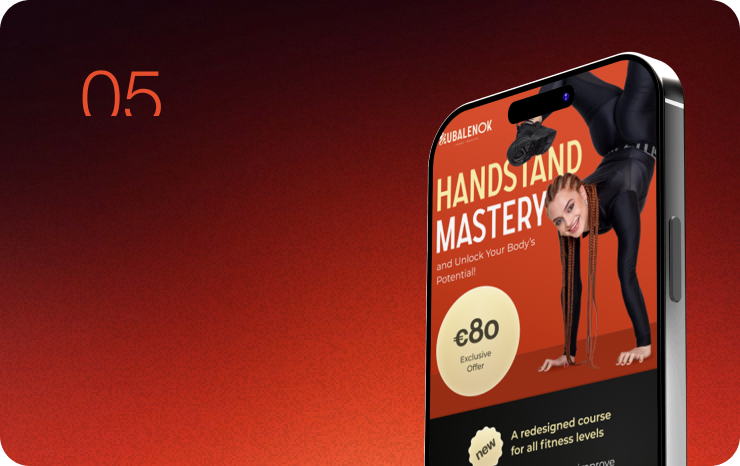 05
UBALENOK
HANDSTAND
MASTERY
and Unlock Your Body's
Potential!
€80
Exclusive
Offer
new
A redesigned course
for all fitness levels
improve